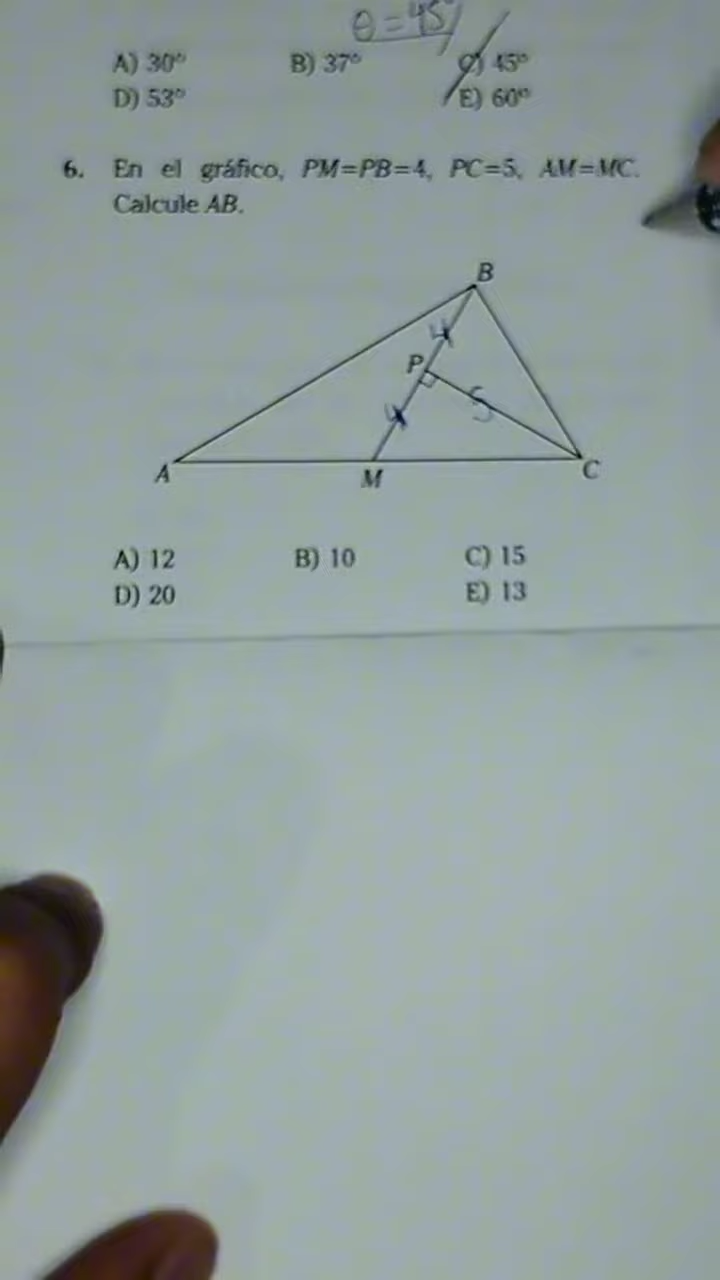 θ = 45°
A) 30° B) 37° C) 45°
D) 53° E) 60°
6. En el gráfico, PM=PB=4, PC=5, AM=MC.
Calcule AB.
B
4
P
4 5
A M C
A) 12 B) 10 C) 15
D) 20 E) 13